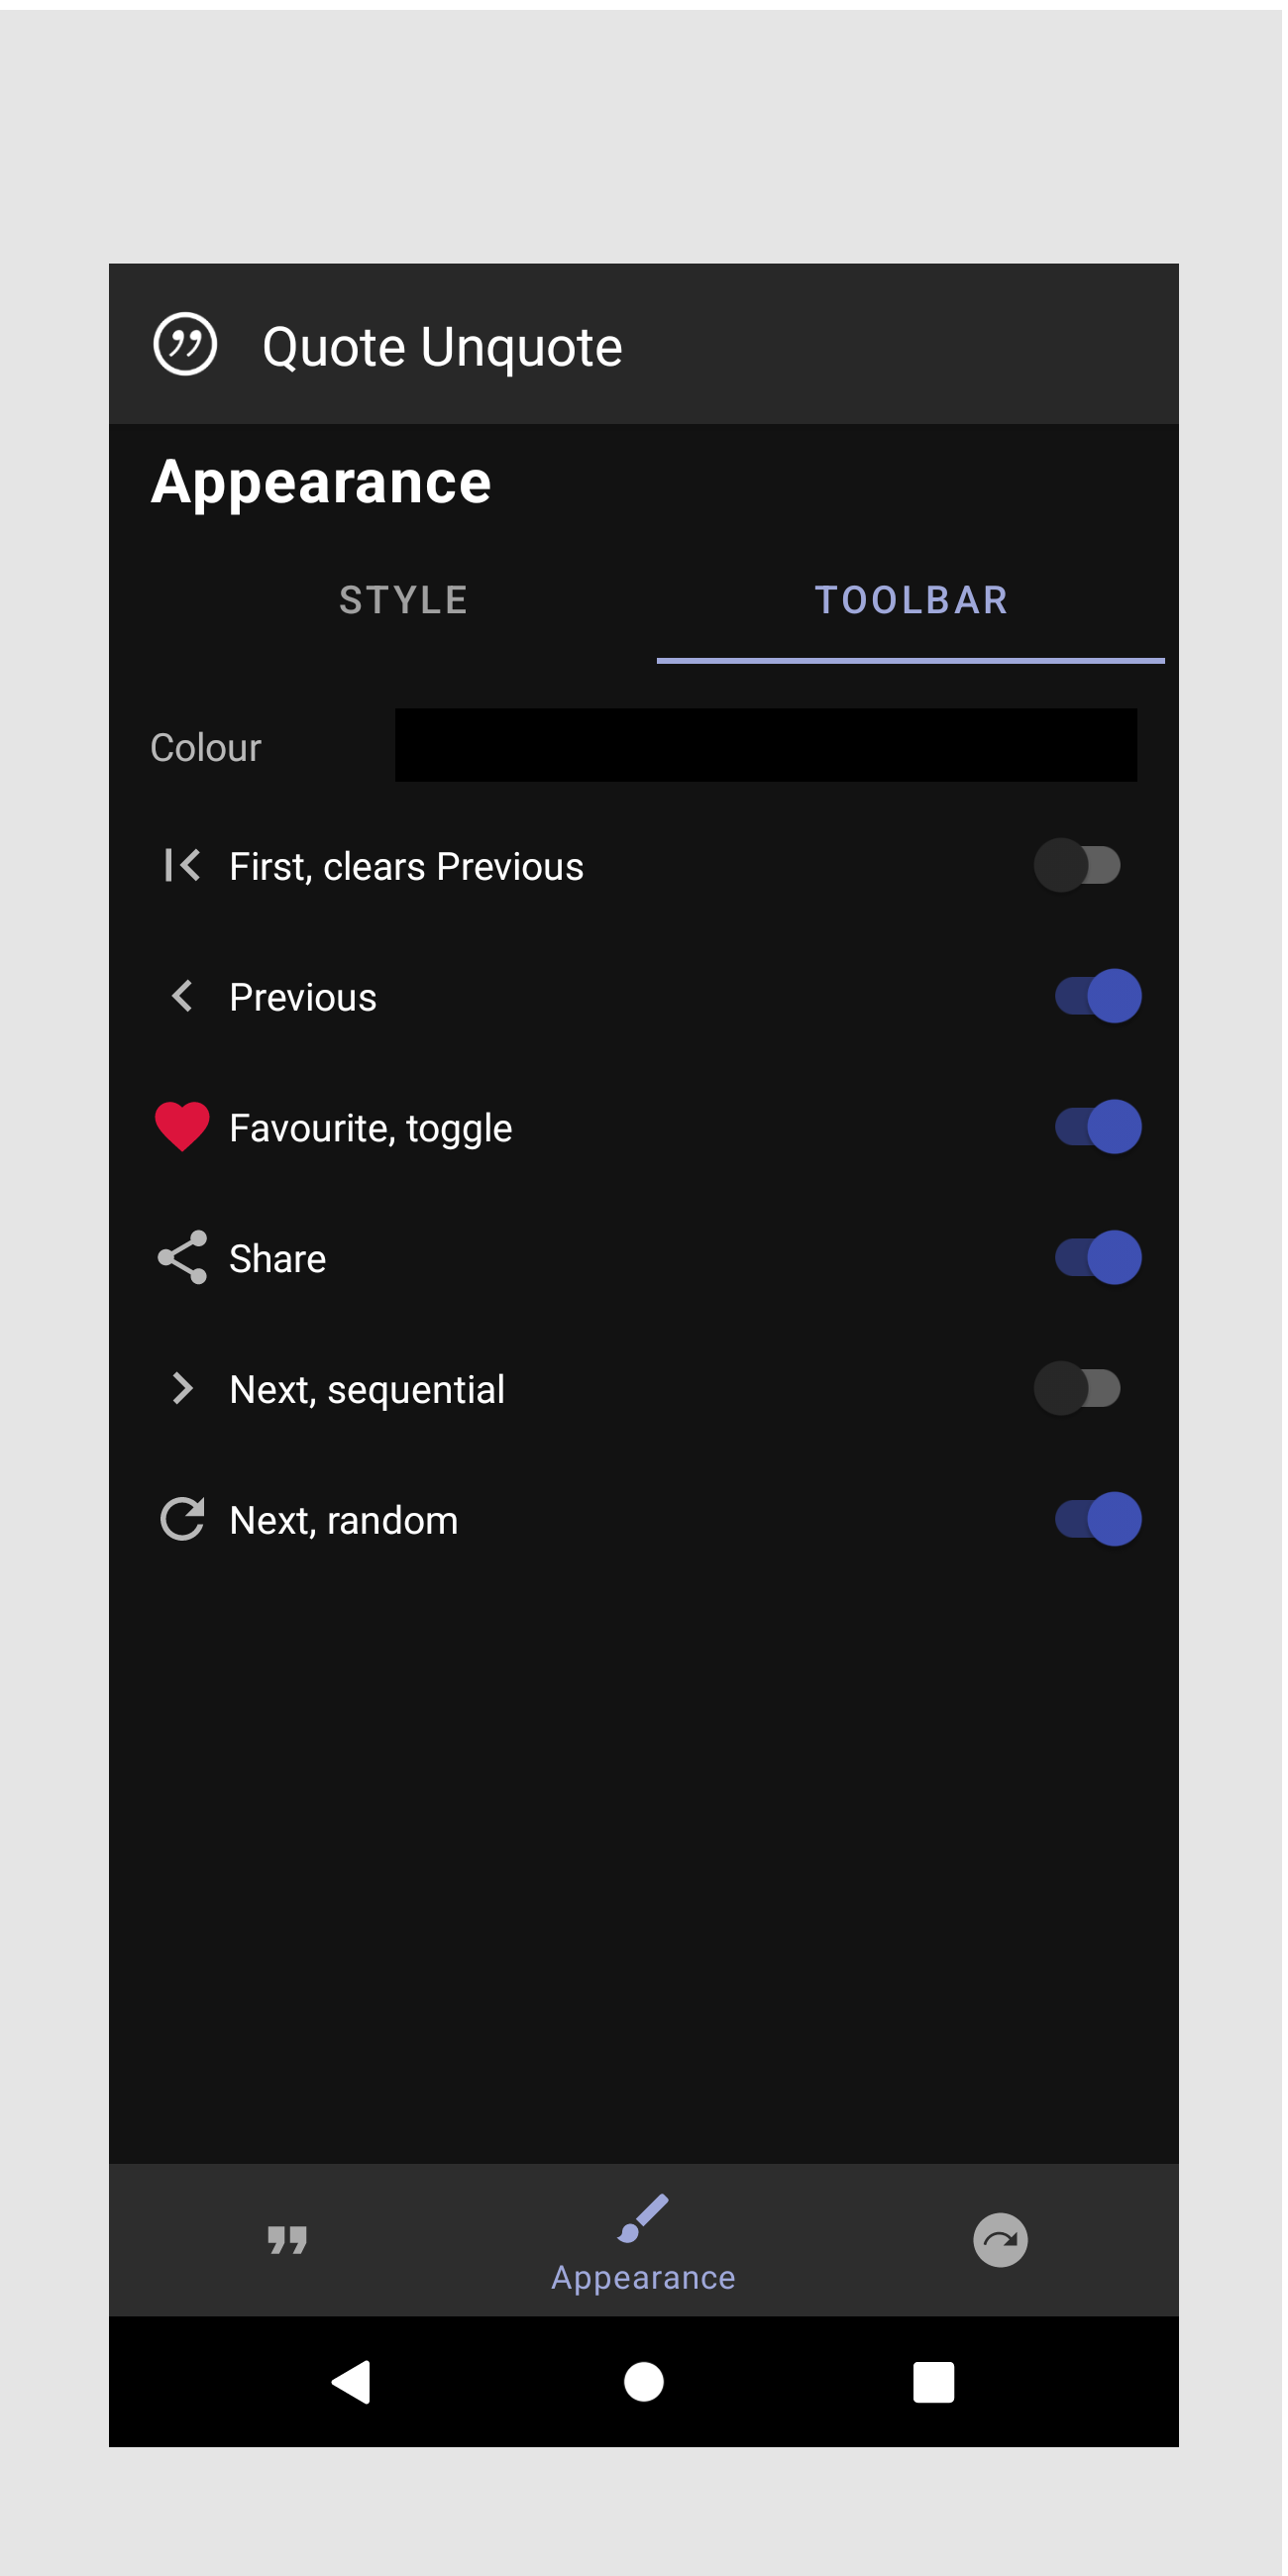 Quote Unquote
Appearance
STYLE
TOOLBAR
Colour
First, clears Previous
Previous
Favourite, toggle
Share
Next, sequential
Next, random
Appearance